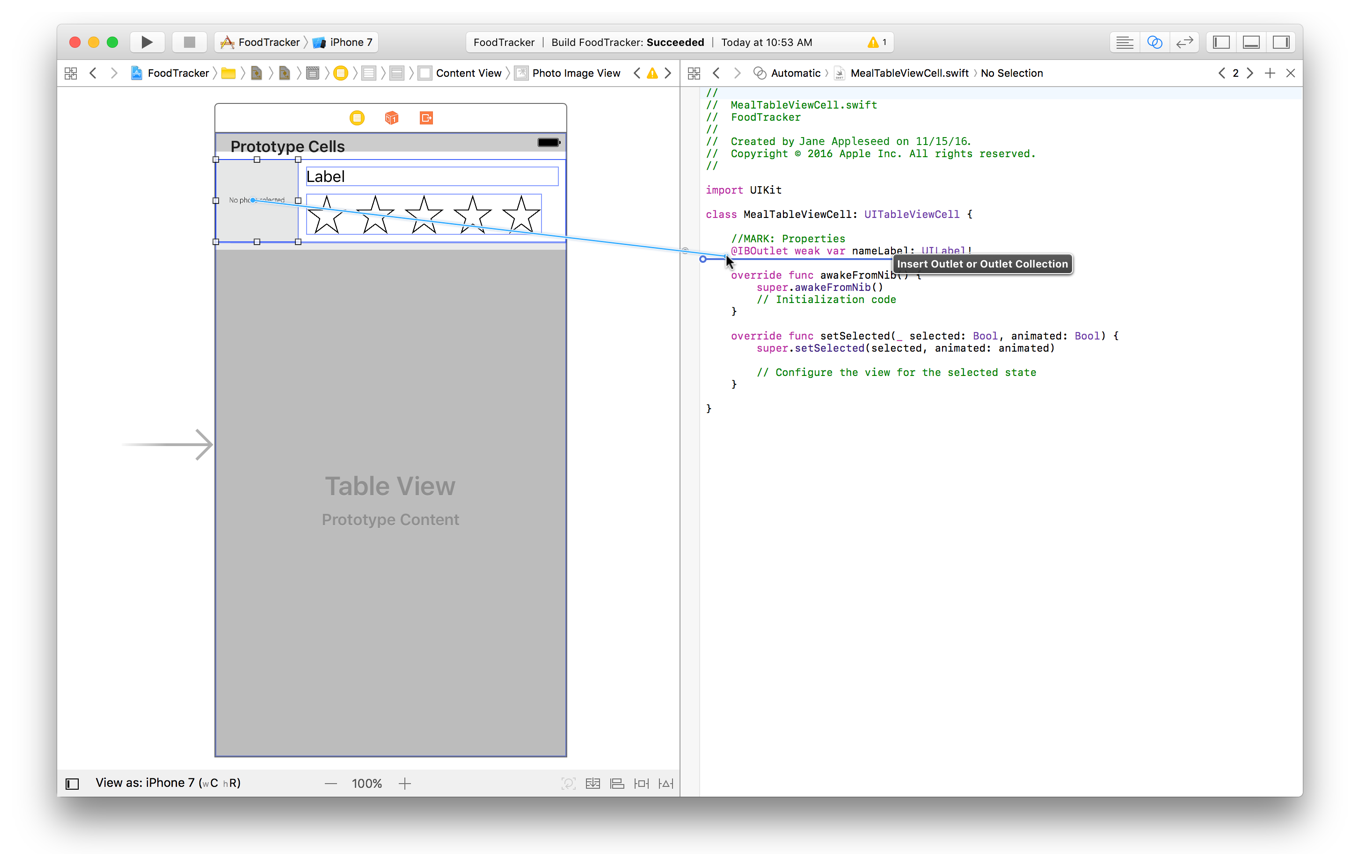 FoodTracker iPhone 7
FoodTracker | Build FoodTracker: Succeeded | Today at 10:53 AM 1
FoodTracker Content View Photo Image View
Automatic MealTableViewCell.swift No Selection 2
Prototype Cells
No photo selected
Label
Table View
Prototype Content
View as: iPhone 7 (wC hR)
100%
//
//  MealTableViewCell.swift
//  FoodTracker
//
//  Created by Jane Appleseed on 11/15/16.
//  Copyright © 2016 Apple Inc. All rights reserved.
//
import UIKit
class MealTableViewCell: UITableViewCell {
//MARK: Properties
@IBOutlet weak var nameLabel: UILabel!
Insert Outlet or Outlet Collection
override func awakeFromNib() {
super.awakeFromNib()
// Initialization code
}
override func setSelected(_ selected: Bool, animated: Bool) {
super.setSelected(selected, animated: animated)
// Configure the view for the selected state
}
}